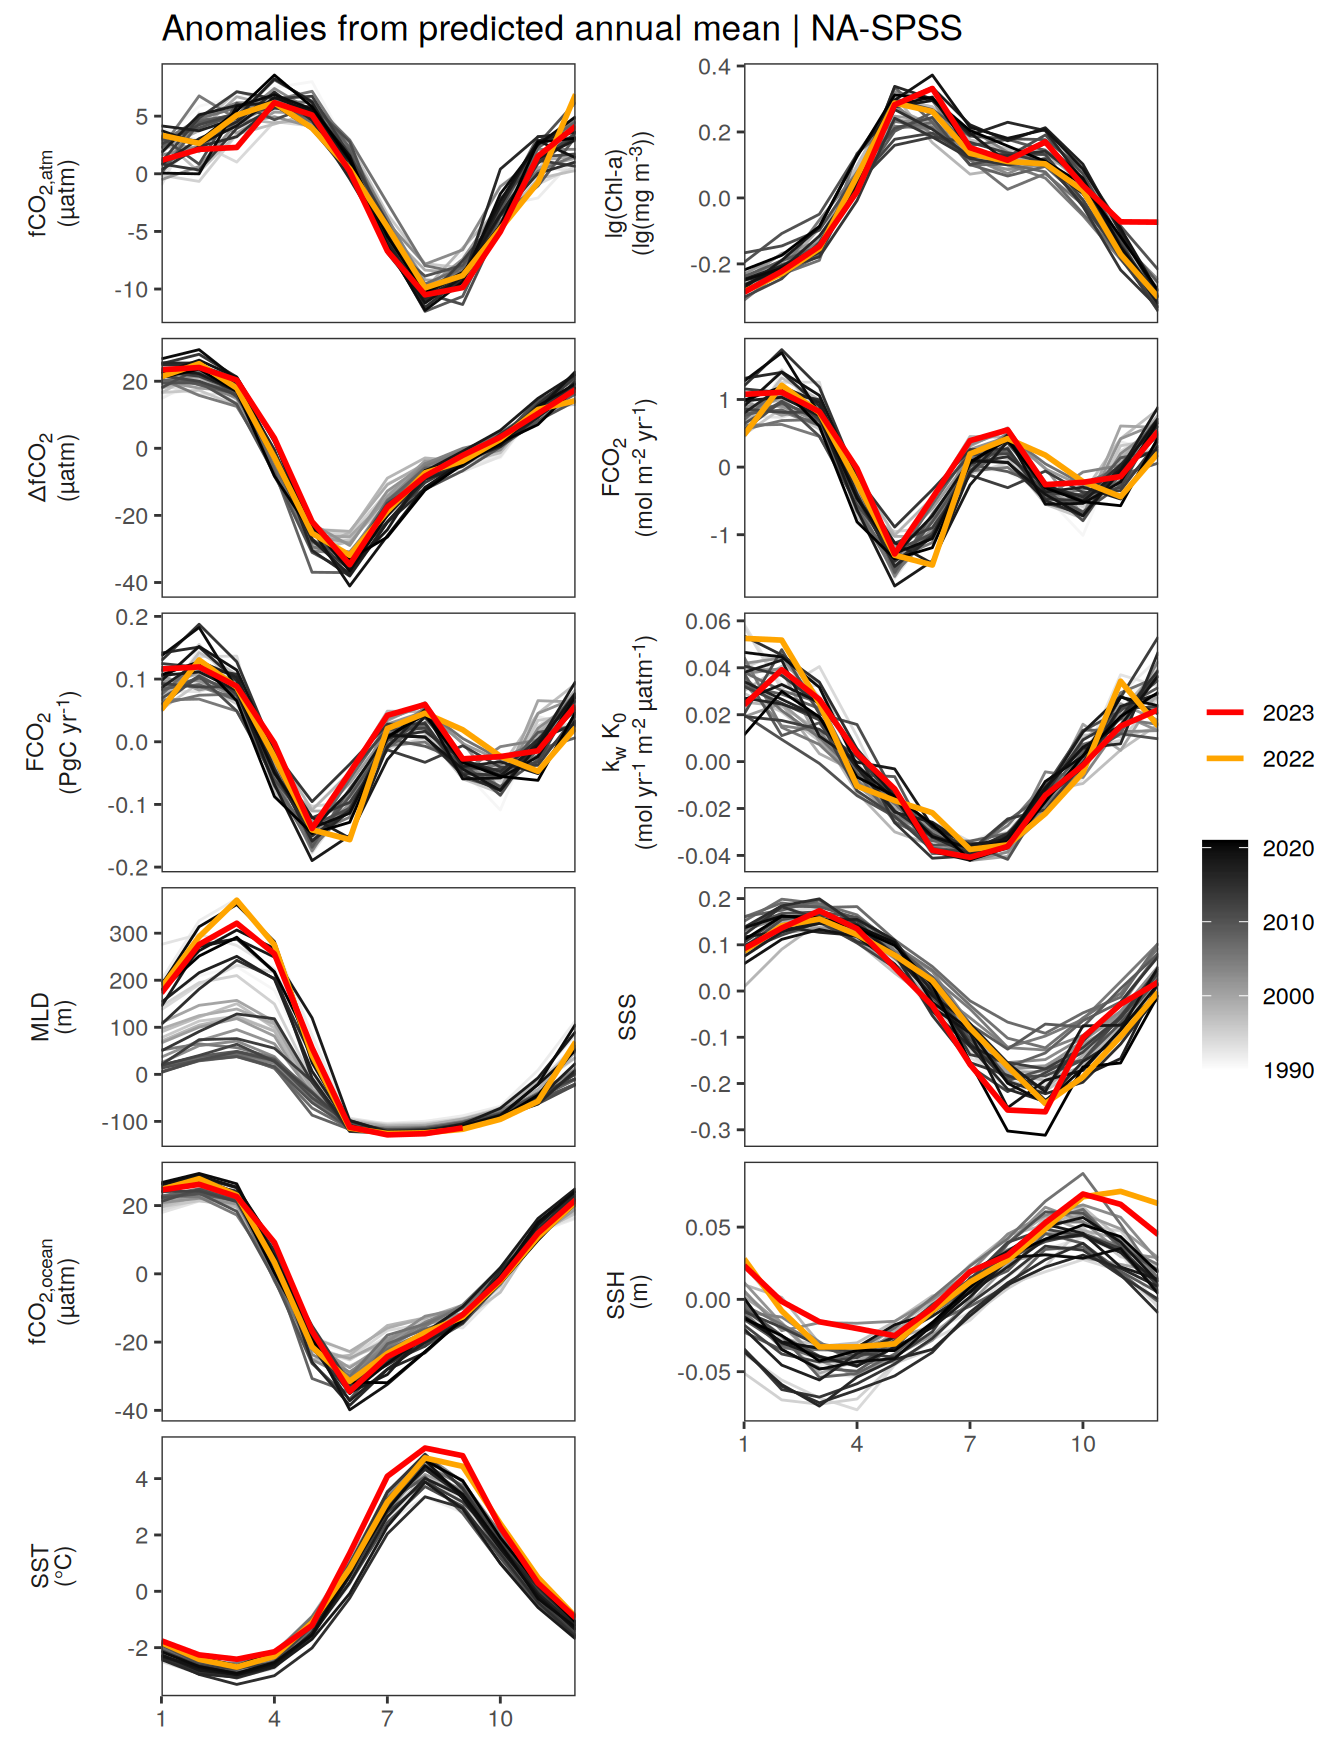 Anomalies from predicted annual mean | NA-SPSS
fCO2,atm
(µatm)
5
0
-5
-10
lg(Chl-a)
(lg(mg m-3))
0.4
0.2
0.0
-0.2
ΔfCO2
(µatm)
20
0
-20
-40
FCO2
(mol m-2 yr-1)
1
0
-1
FCO2
(PgC yr-1)
0.2
0.1
0.0
-0.1
-0.2
kw K0
(mol yr-1 m-2 µatm-1)
0.06
0.04
0.02
0.00
-0.02
-0.04
2023
2022
2020
2010
2000
1990
MLD
(m)
300
200
100
0
-100
SSS
0.2
0.1
0.0
-0.1
-0.2
-0.3
fCO2,ocean
(µatm)
20
0
-20
-40
SSH
(m)
0.05
0.00
-0.05
1 4 7 10
SST
(°C)
4
2
0
-2
1 4 7 10